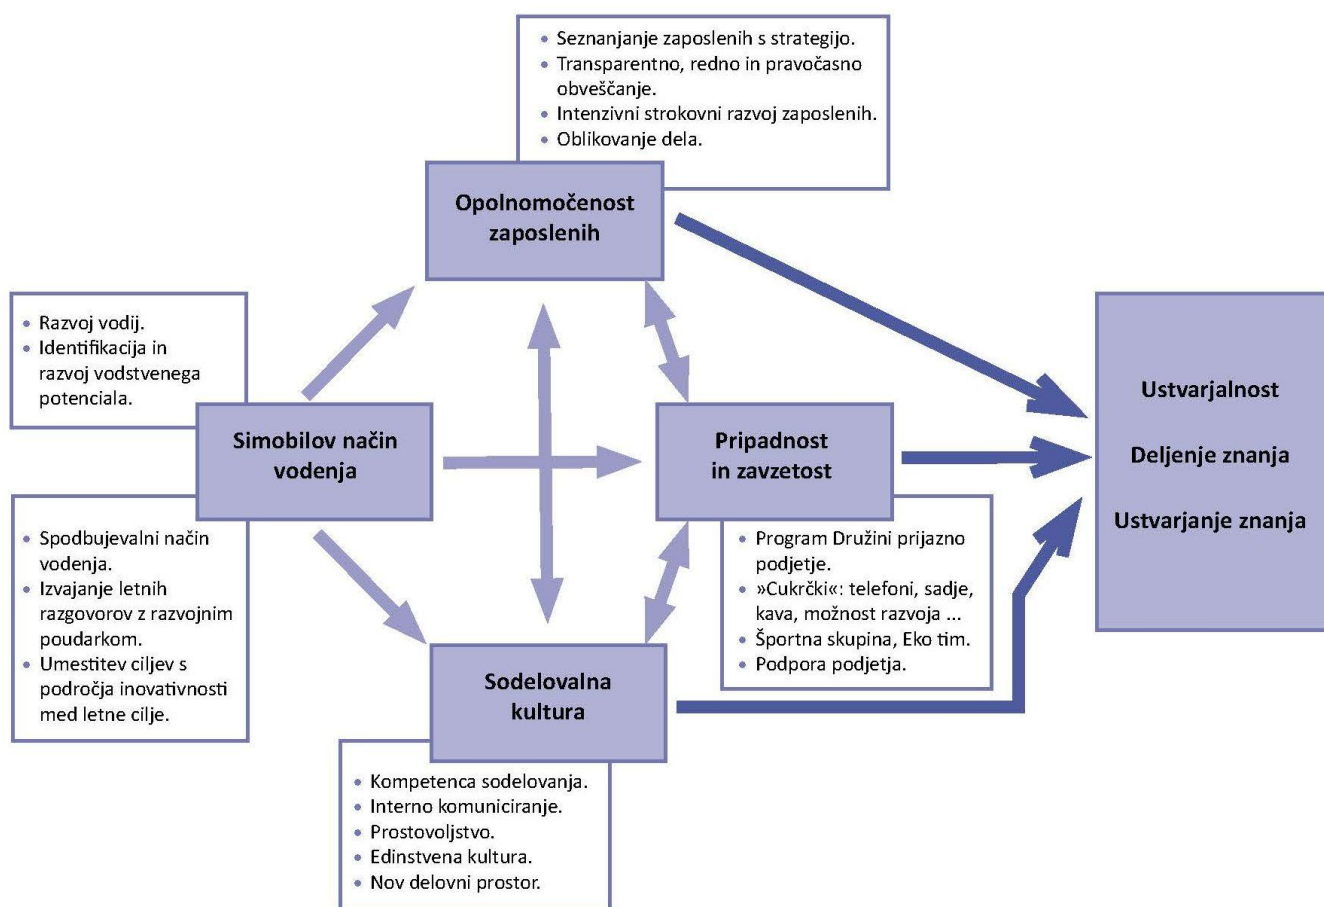 • Seznanjanje zaposlenih s strategijo.
• Transparentno, redno in pravočasno
obveščanje.
• Intenzivni strokovni razvoj zaposlenih.
• Oblikovanje dela.
Opolnomočenost
zaposlenih
• Razvoj vodij.
• Identifikacija in
razvoj vodstvenega
potenciala.
Simobilov način
vodenja
• Spodbujevalni način
vodenja.
• Izvajanje letnih
razgovorov z razvojnim
poudarkom.
• Umestitev ciljev s
področja inovativnosti
med letne cilje.
Pripadnost
in zavzetost
• Program Družini prijazno
podjetje.
• »Cukrčki«: telefoni, sadje,
kava, možnost razvoja ...
• Športna skupina, Eko tim.
• Podpora podjetja.
Sodelovalna
kultura
• Kompetenca sodelovanja.
• Interno komuniciranje.
• Prostovoljstvo.
• Edinstvena kultura.
• Nov delovni prostor.
Ustvarjalnost
Deljenje znanja
Ustvarjanje znanja